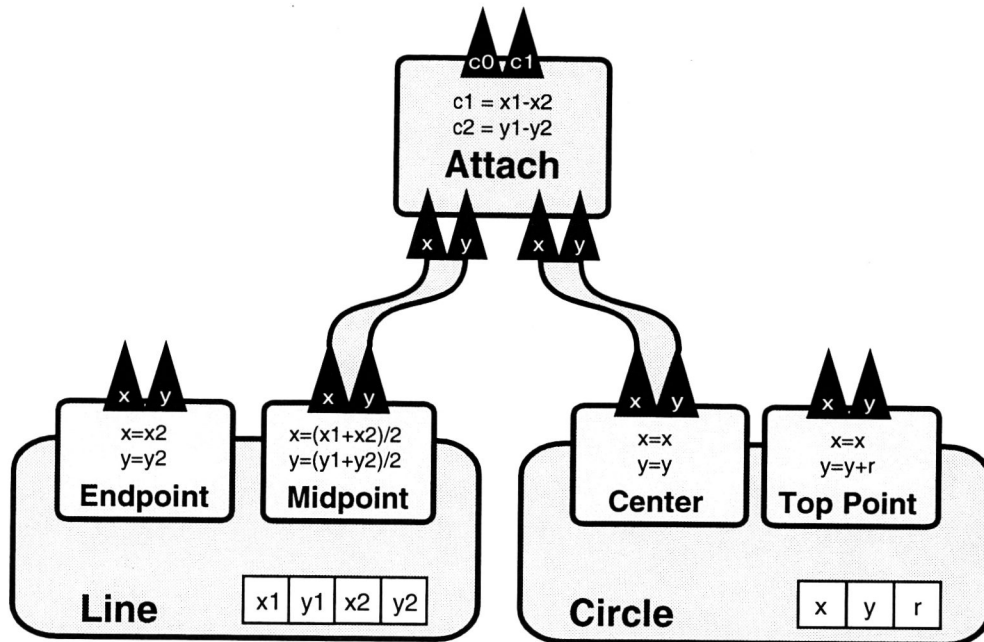 c0 c1
c1 = x1-x2
c2 = y1-y2
Attach
x y x y
x y
x=x2
y=y2
Endpoint
x y
x=(x1+x2)/2
y=(y1+y2)/2
Midpoint
x y
x=x
y=y
Center
x y
x=x
y=y+r
Top Point
Line
x1 y1 x2 y2
Circle
x y r